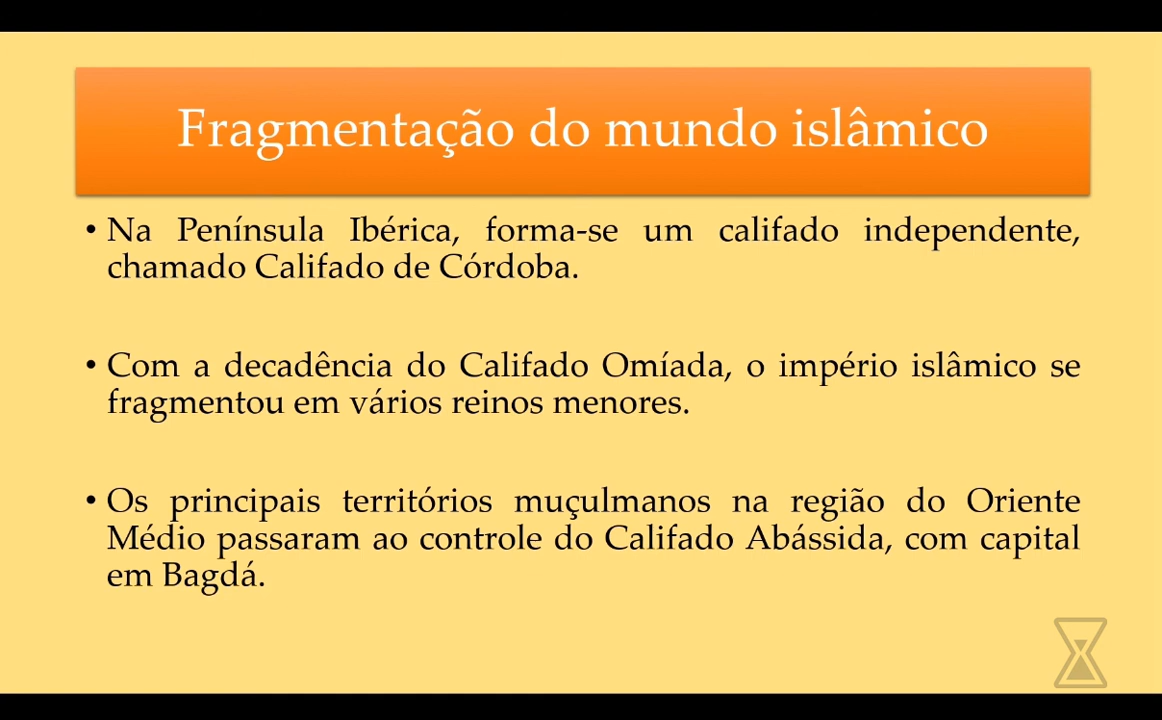 Fragmentação do mundo islâmico
• Na Península Ibérica, forma-se um califado independente,
chamado Califado de Córdoba.
• Com a decadência do Califado Omíada, o império islâmico se
fragmentou em vários reinos menores.
• Os principais territórios muçulmanos na região do Oriente
Médio passaram ao controle do Califado Abássida, com capital
em Bagdá.